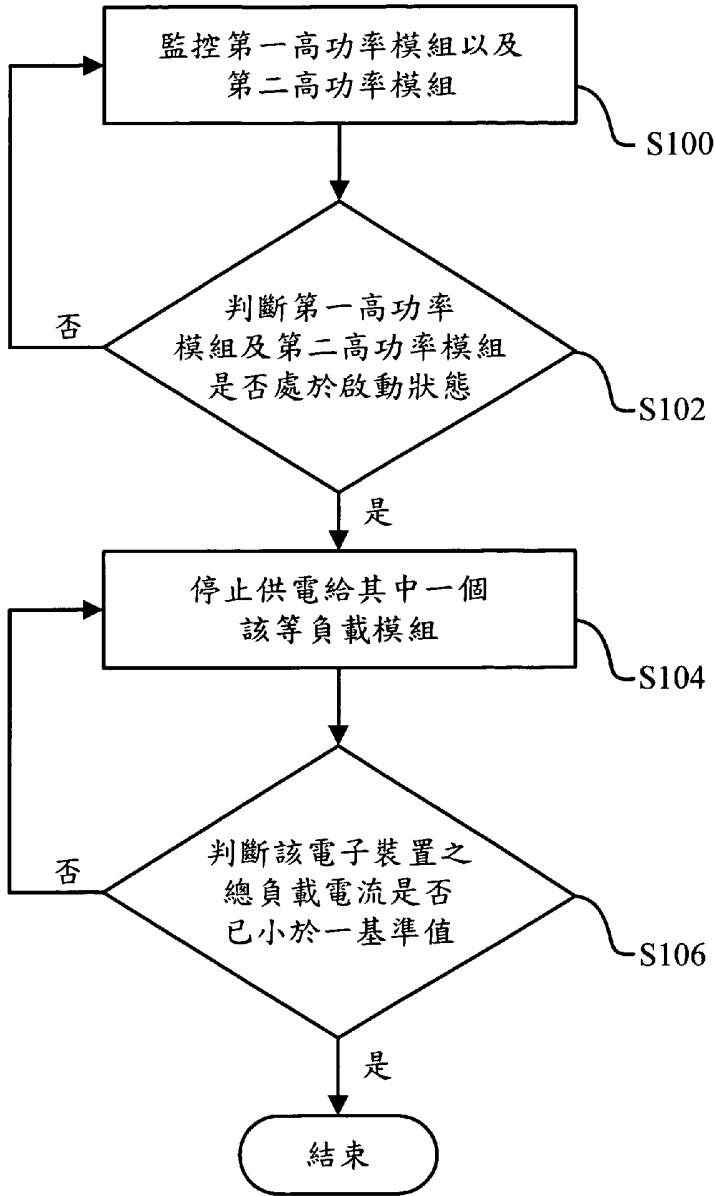 監控第一高功率模組以及
第二高功率模組
S100
判斷第一高功率
模組及第二高功率模組
是否處於啟動狀態
否
S102
是
停止供電給其中一個
該等負載模組
S104
判斷該電子裝置之
總負載電流是否
已小於一基準值
否
S106
是
結束